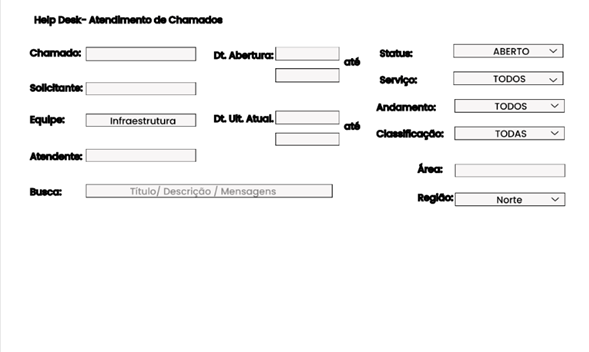 Help Desk- Atendimento de Chamados
Chamado: Dt. Abertura: até Status: ABERTO
Serviço: TODOS
Solicitante:
Andamento: TODOS
Equipe: Infraestrutura Dt. Ult. Atual. até
Classificação: TODAS
Atendente:
Área:
Busca: Título/ Descrição / Mensagens
Região: Norte